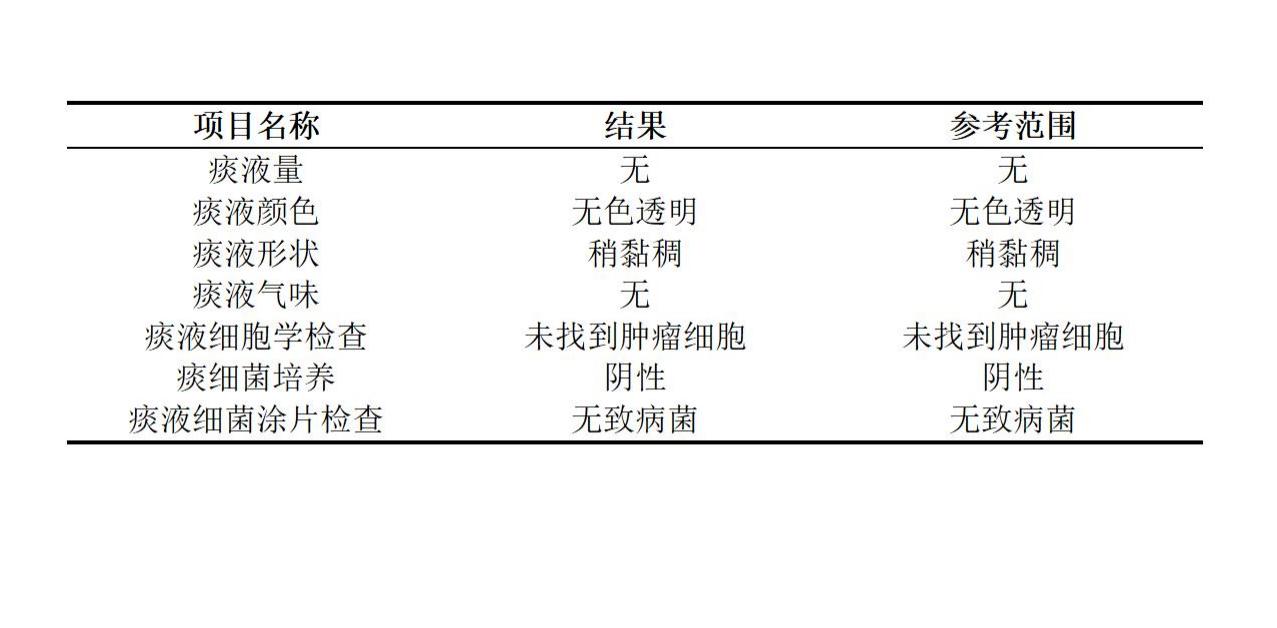 项目名称 结果 参考范围
痰液量 无 无
痰液颜色 无色透明 无色透明
痰液形状 稍黏稠 稍黏稠
痰液气味 无 无
痰液细胞学检查 未找到肿瘤细胞 未找到肿瘤细胞
痰细菌培养 阴性 阴性
痰液细菌涂片检查 无致病菌 无致病菌